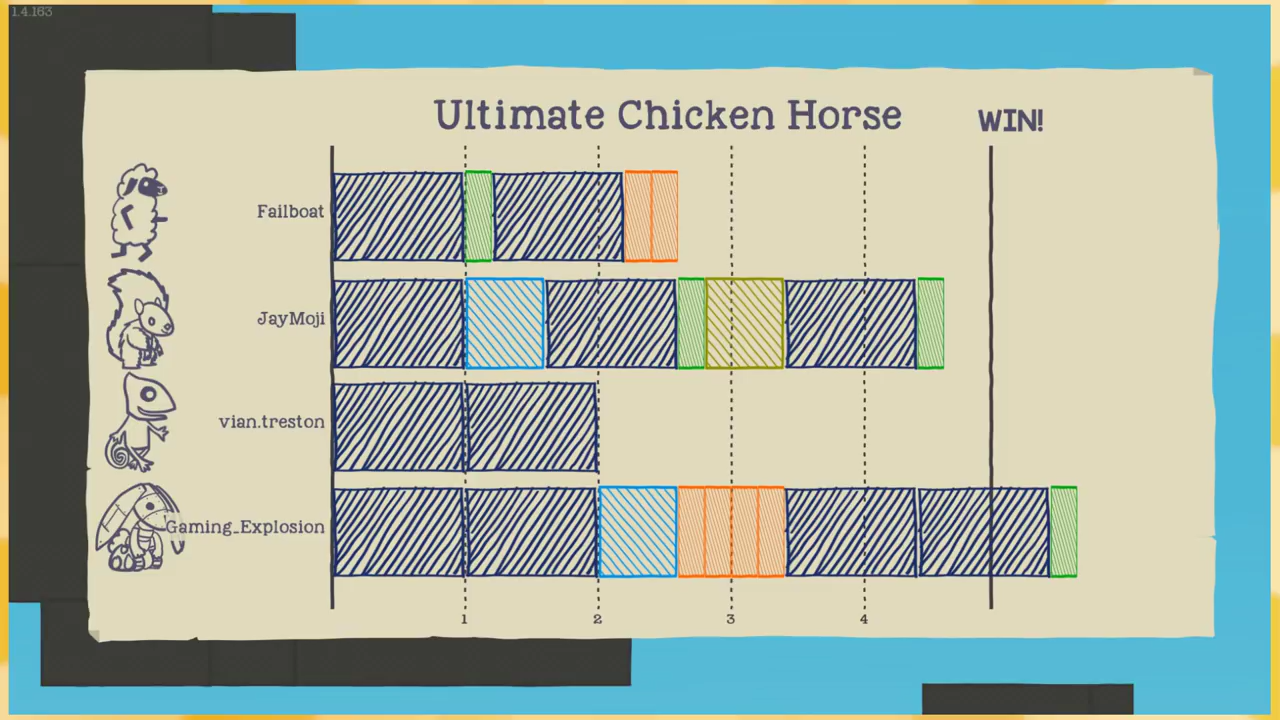 1.4.163
Ultimate Chicken Horse
WIN!
Failboat
JayMoji
vian.treston
Gaming_Explosion
1 2 3 4